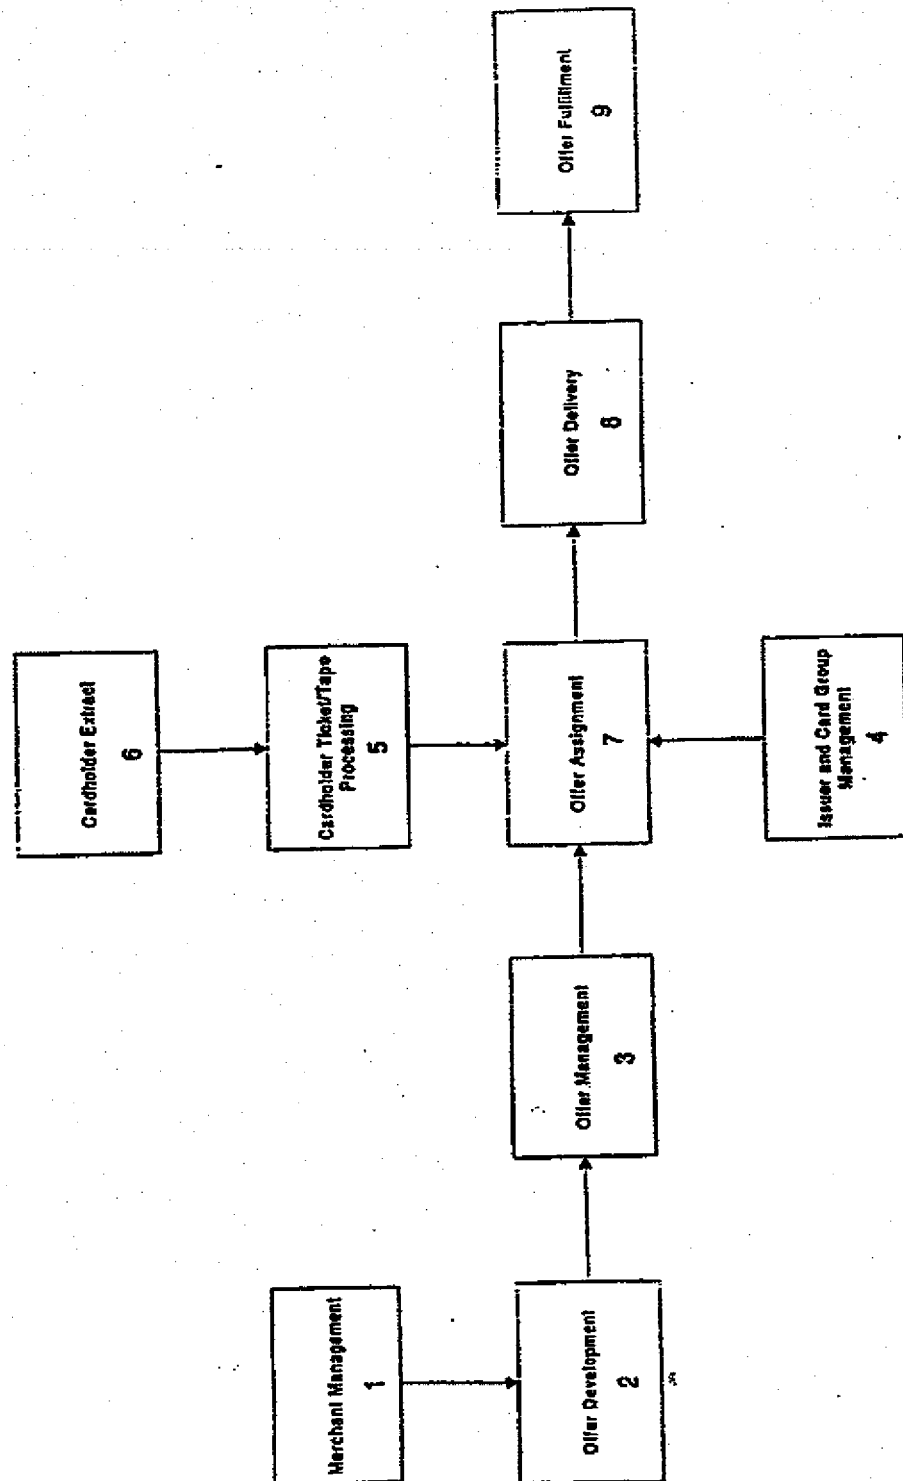 Merchant Management
1
Offer Development
2
Offer Management
3
Cardholder Extract
6
Cardholder Ticket/Tape
Processing
5
Offer Assignment
7
Issuer and Card Group
Management
4
Offer Delivery
8
Offer Fulfillment
9